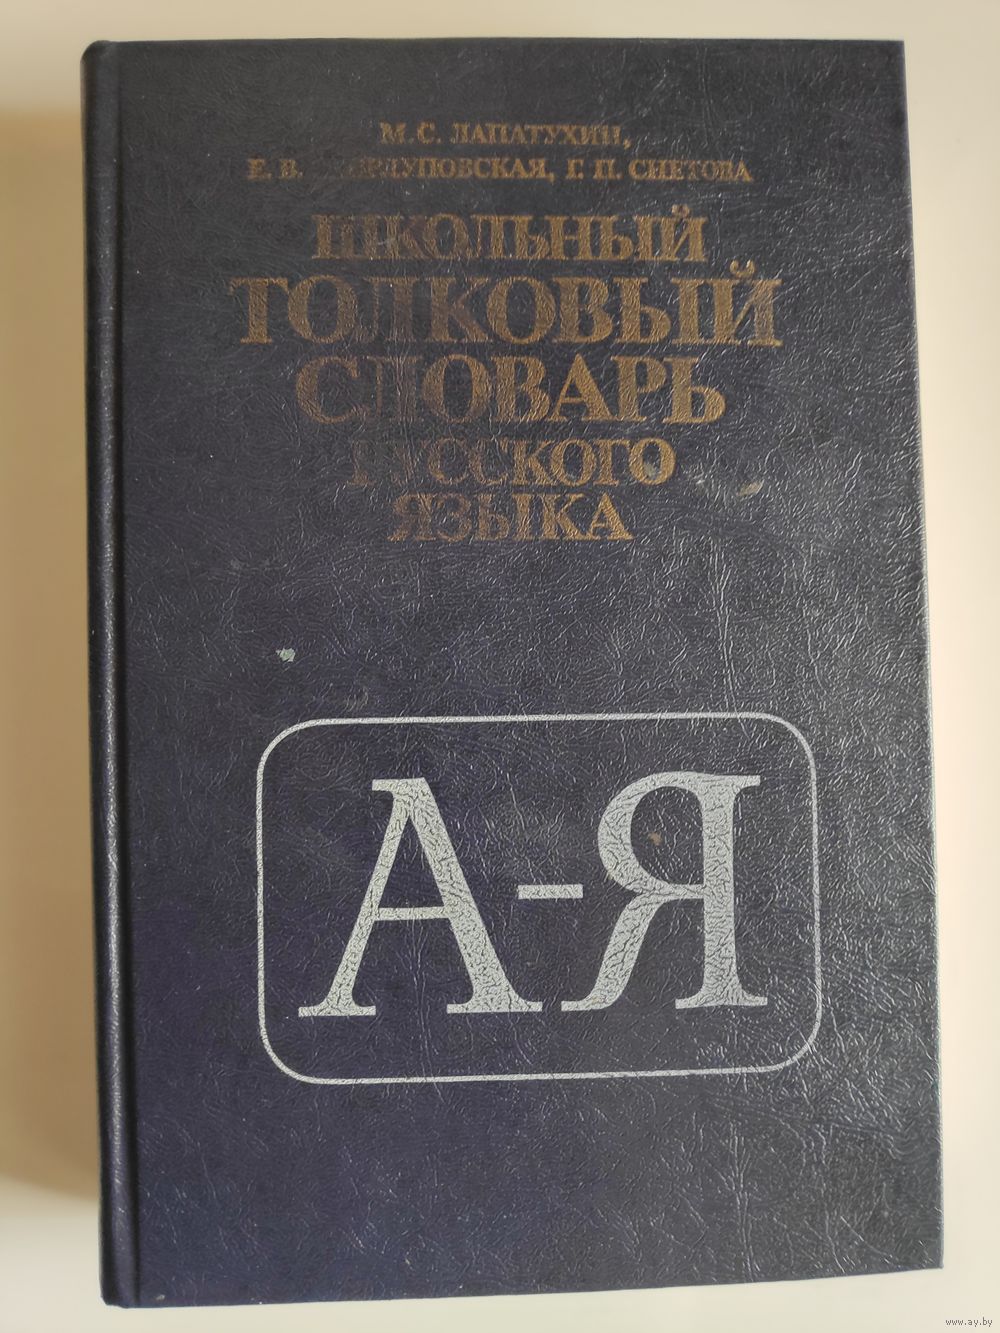 М.С. ЛАПАТУХИН,
Е.В. Г.П. СНЕТОВА
ШКОЛЬНЫЙ
ТОЛКОВЫЙ
СЛОВАРЬ
РУССКОГО
ЯЗЫКА
А-Я
www.ay.by